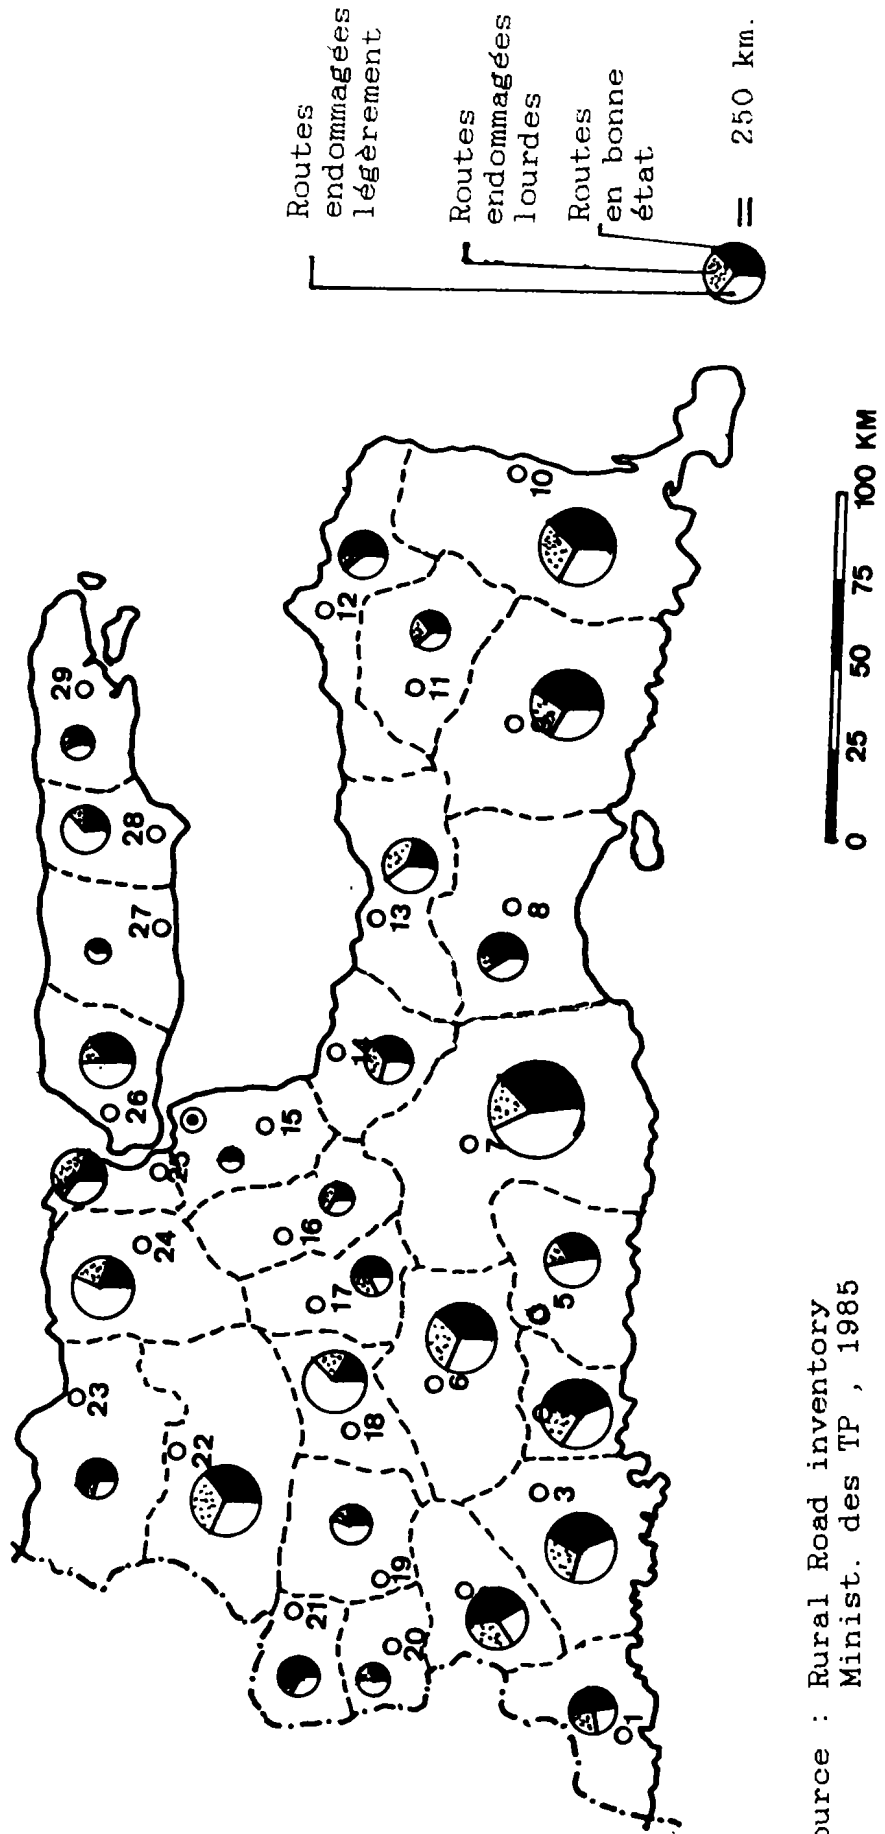 Routes
endommagées
légèrement
Routes
endommagées
lourdes
Routes
en bonne
état
= 250 km.
29
28
27
26
25
24
23
22
21
20
19
18
17
16
15
13
12
11
10
8
7
6
5
3
1
0 25 50 75 100 KM
ource : Rural Road inventory
Minist. des TP , 1985